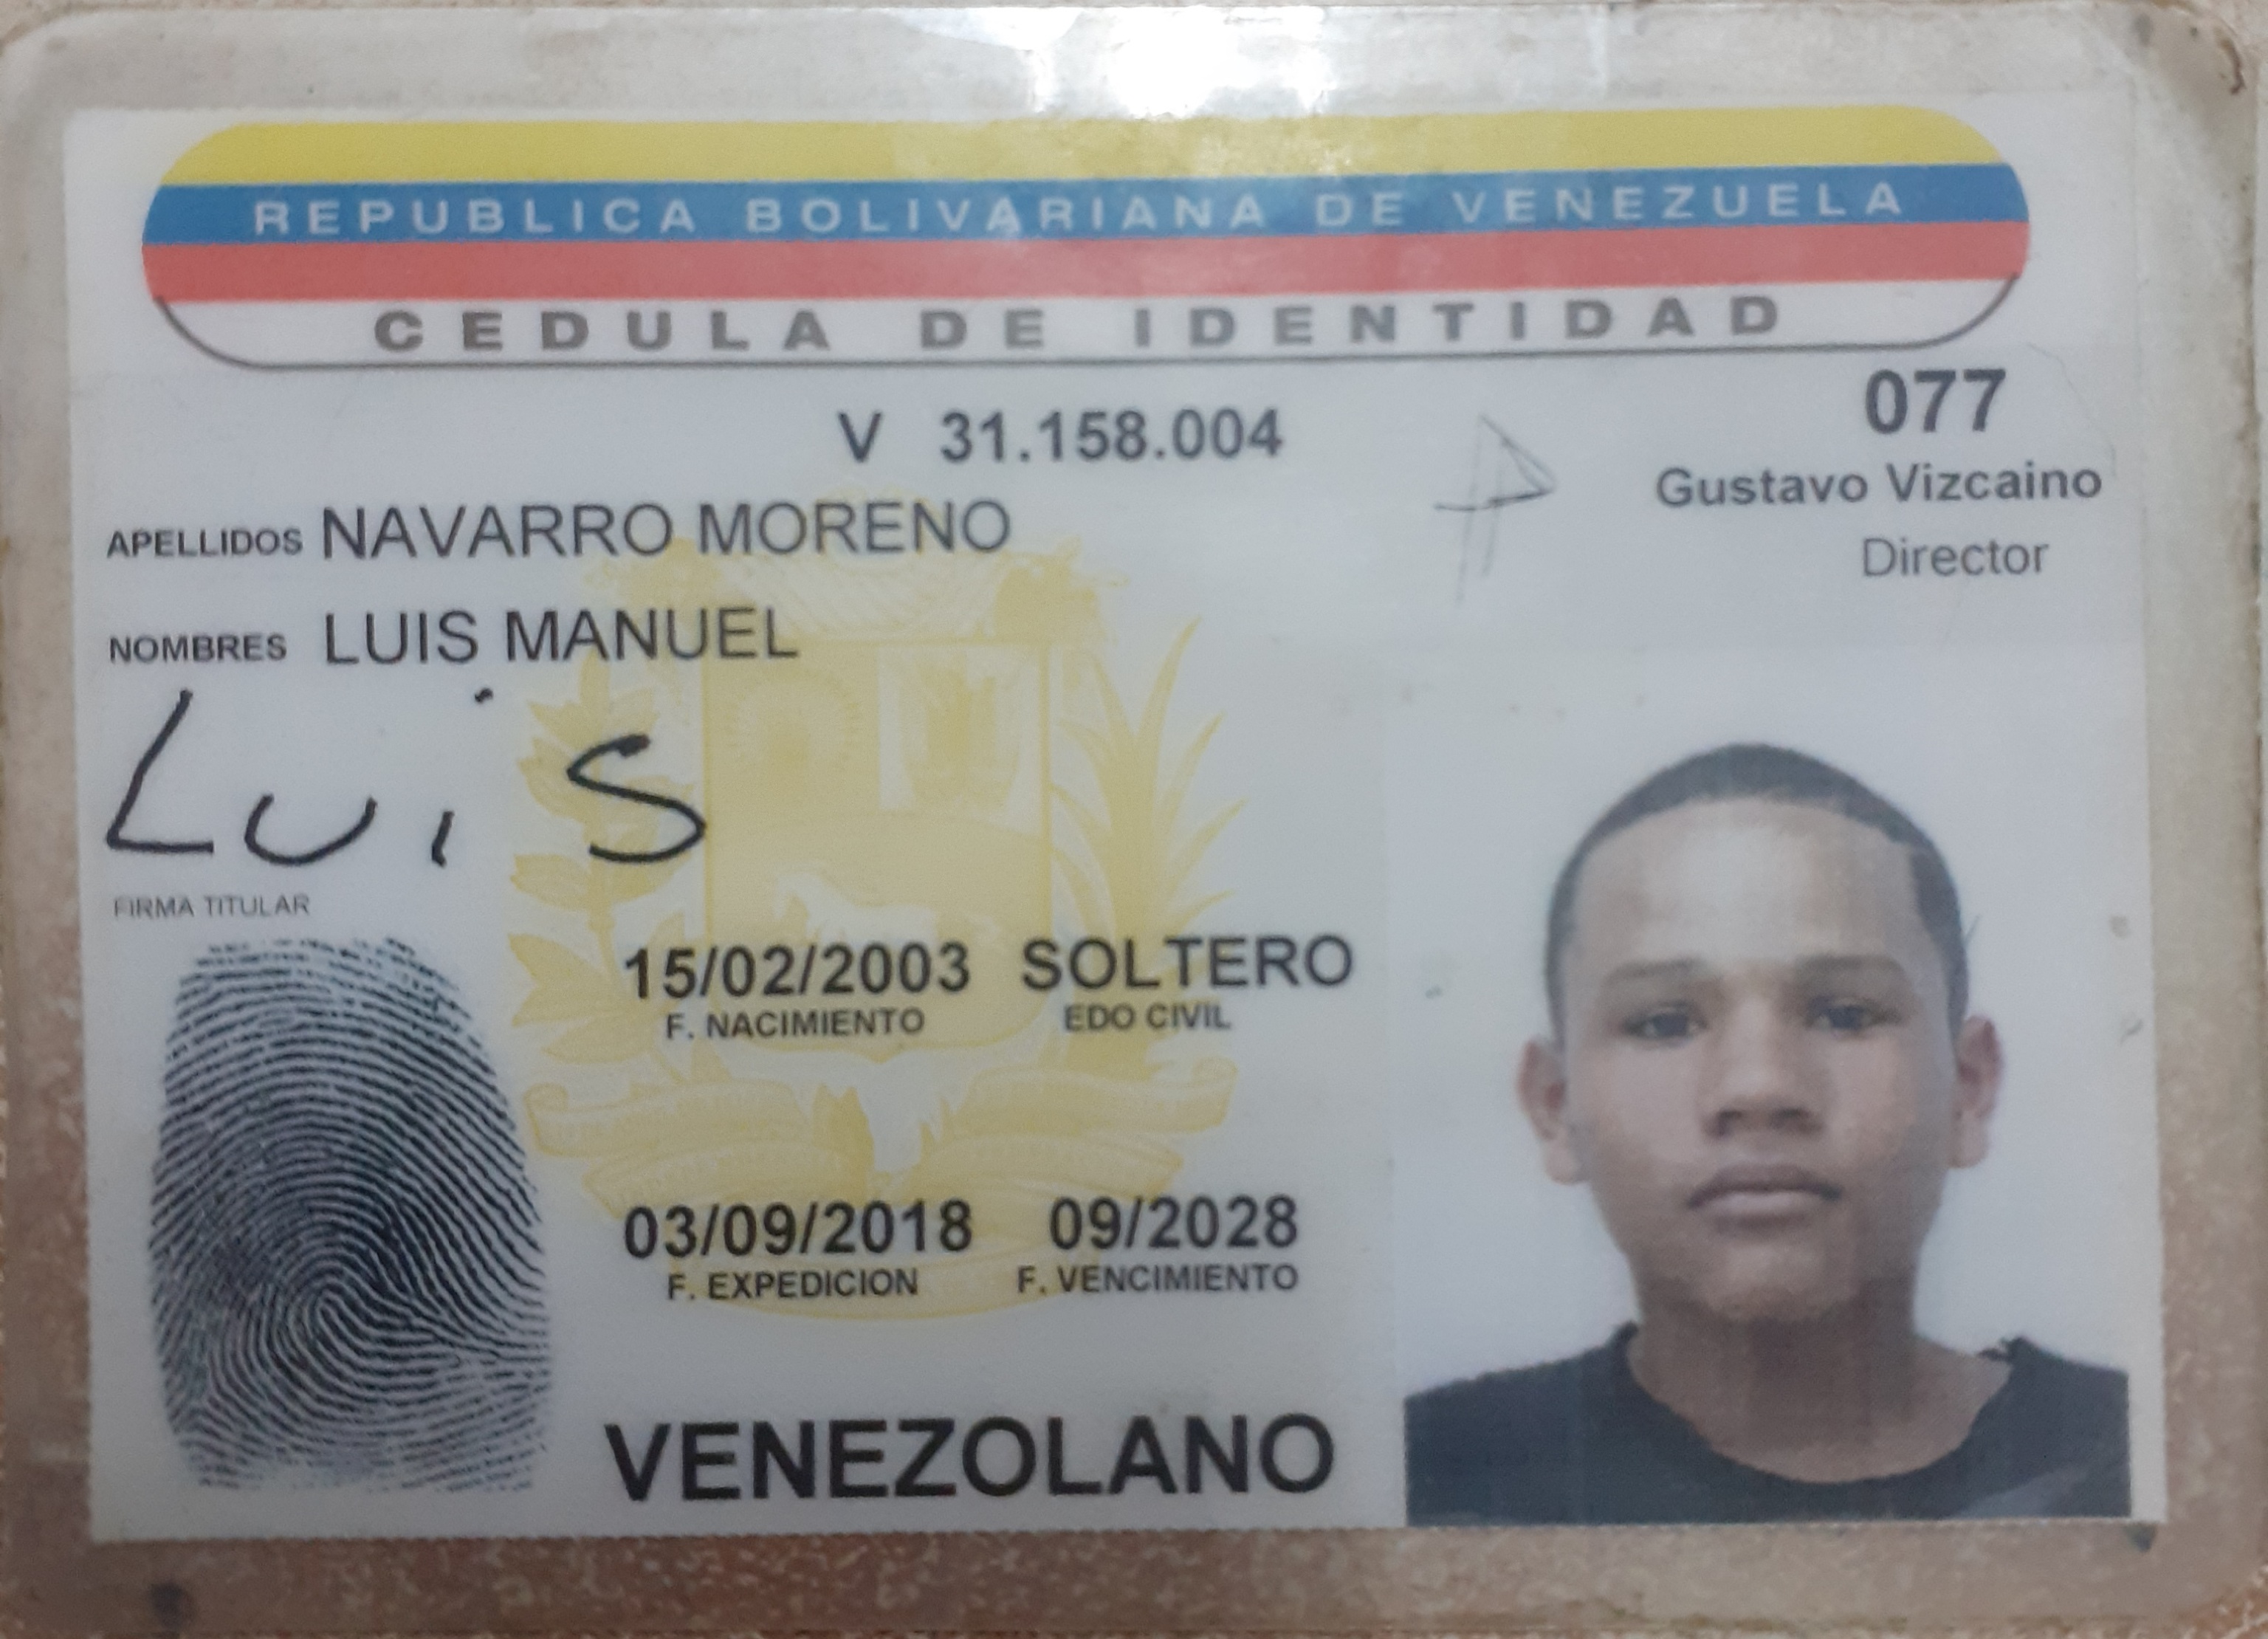 REPUBLICA BOLIVARIANA DE VENEZUELA
CEDULA DE IDENTIDAD
V 31.158.004
077
Gustavo Vizcaino
Director
APELLIDOS NAVARRO MORENO
NOMBRES LUIS MANUEL
Luis
FIRMA TITULAR
15/02/2003 SOLTERO
F. NACIMIENTO EDO CIVIL
03/09/2018 09/2028
F. EXPEDICION F. VENCIMIENTO
VENEZOLANO